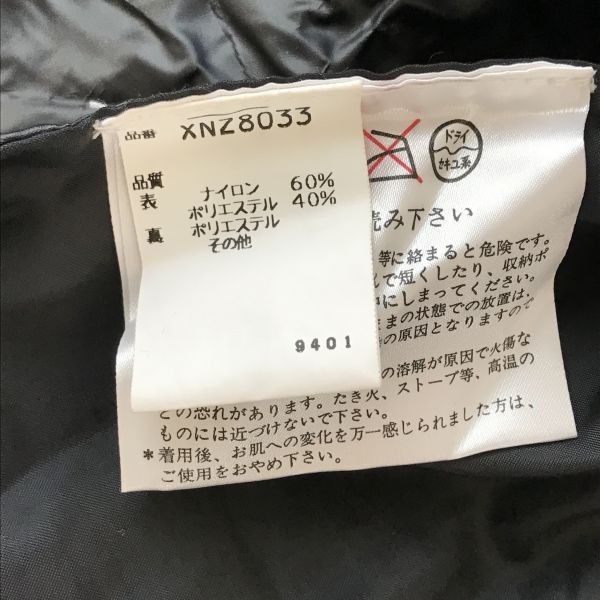 品番 XNZ8033
品質
表 ナイロン 60%
ポリエステル 40%
裏 ポリエステル
その他
9401
ドライ
セキユ系
読み下さい
等に絡まると危険です。
で短くしたり、収納ポ
にしまってください。
まの状態での放置は、
の原因となりますので
の溶解が原因で火傷な
どの恐れがあります。たき火、ストーブ等、高温の
ものには近づけないで下さい。
*着用後、お肌への変化を万一感じられました方は、
ご使用をおやめ下さい。